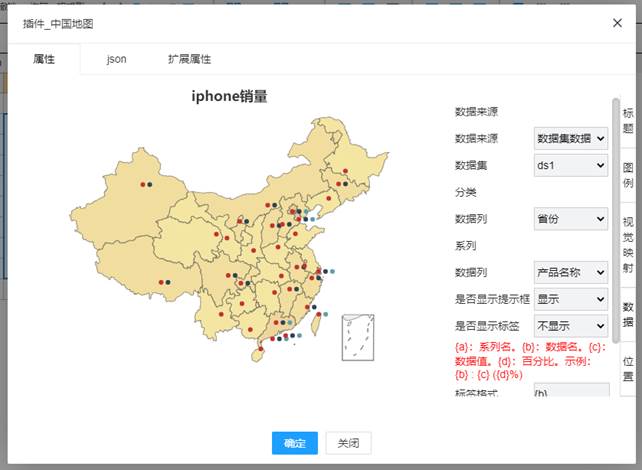 插件_中国地图
属性
json
扩展属性
iphone销量
数据来源
数据来源 数据集数据
数据集 ds1
分类
数据列 省份
系列
数据列 产品名称
是否显示提示框 显示
是否显示标签 不显示
{a}：系列名。{b}：数据名。{c}：
数据值。{d}：百分比。示例：
{b} : {c} ({d}%)
标签格式 {b}
标题
图例
视觉映射
数据
位置
确定
关闭